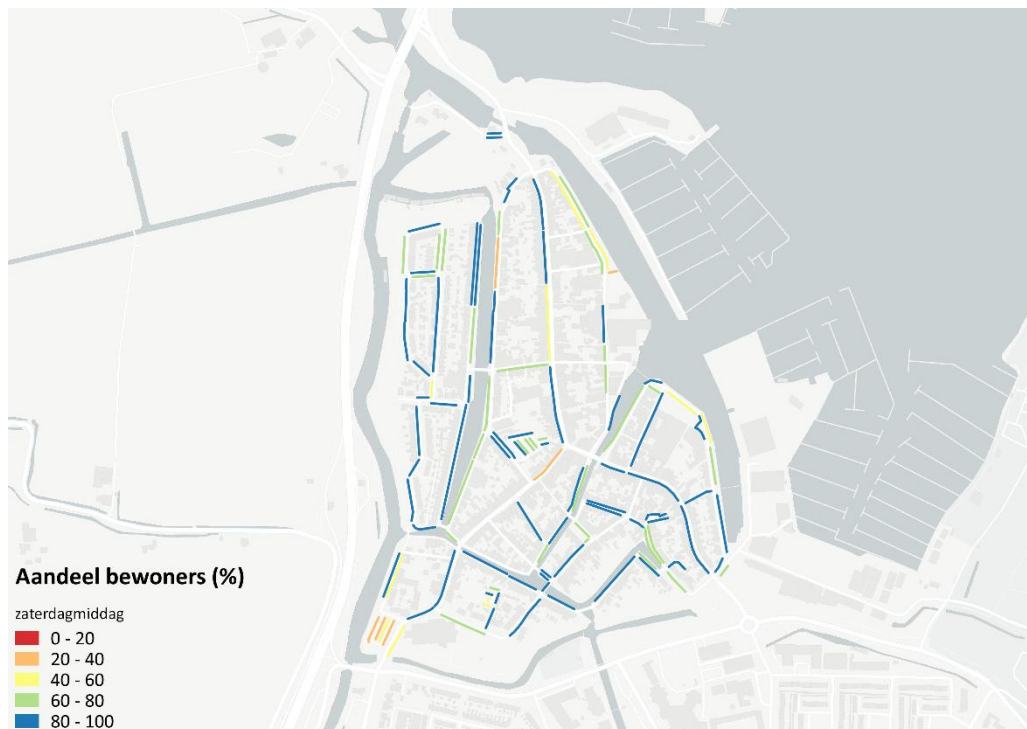 Aandeel bewoners (%)
zaterdagmiddag
0 - 20
20 - 40
40 - 60
60 - 80
80 - 100